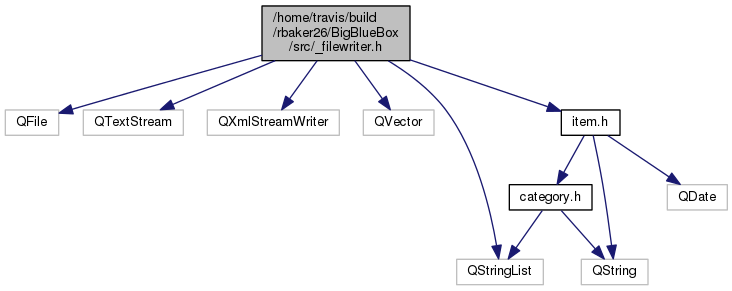 /home/travis/build
/rbaker26/BigBlueBox
/src/_filewriter.h
QFile
QTextStream
QXmlStreamWriter
QVector
item.h
category.h
QDate
QStringList
QString